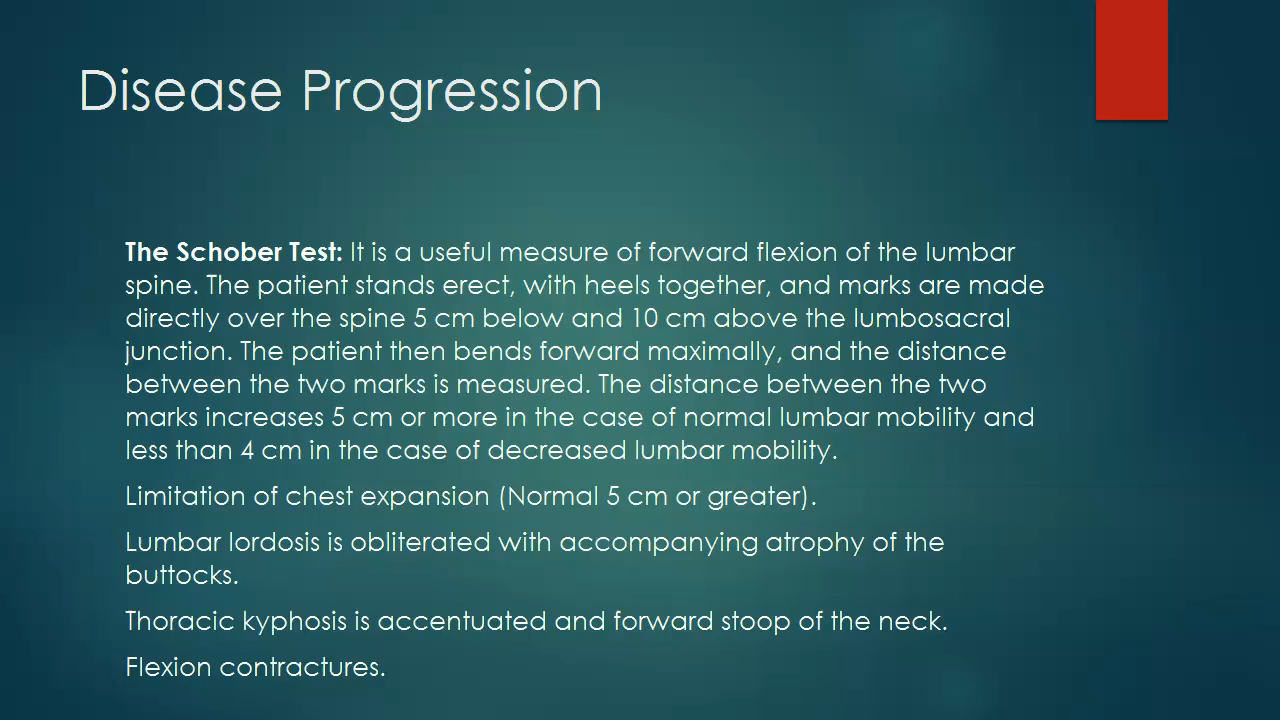 Disease Progression
The Schober Test: It is a useful measure of forward flexion of the lumbar
spine. The patient stands erect, with heels together, and marks are made
directly over the spine 5 cm below and 10 cm above the lumbosacral
junction. The patient then bends forward maximally, and the distance
between the two marks is measured. The distance between the two
marks increases 5 cm or more in the case of normal lumbar mobility and
less than 4 cm in the case of decreased lumbar mobility.
Limitation of chest expansion (Normal 5 cm or greater).
Lumbar lordosis is obliterated with accompanying atrophy of the
buttocks.
Thoracic kyphosis is accentuated and forward stoop of the neck.
Flexion contractures.